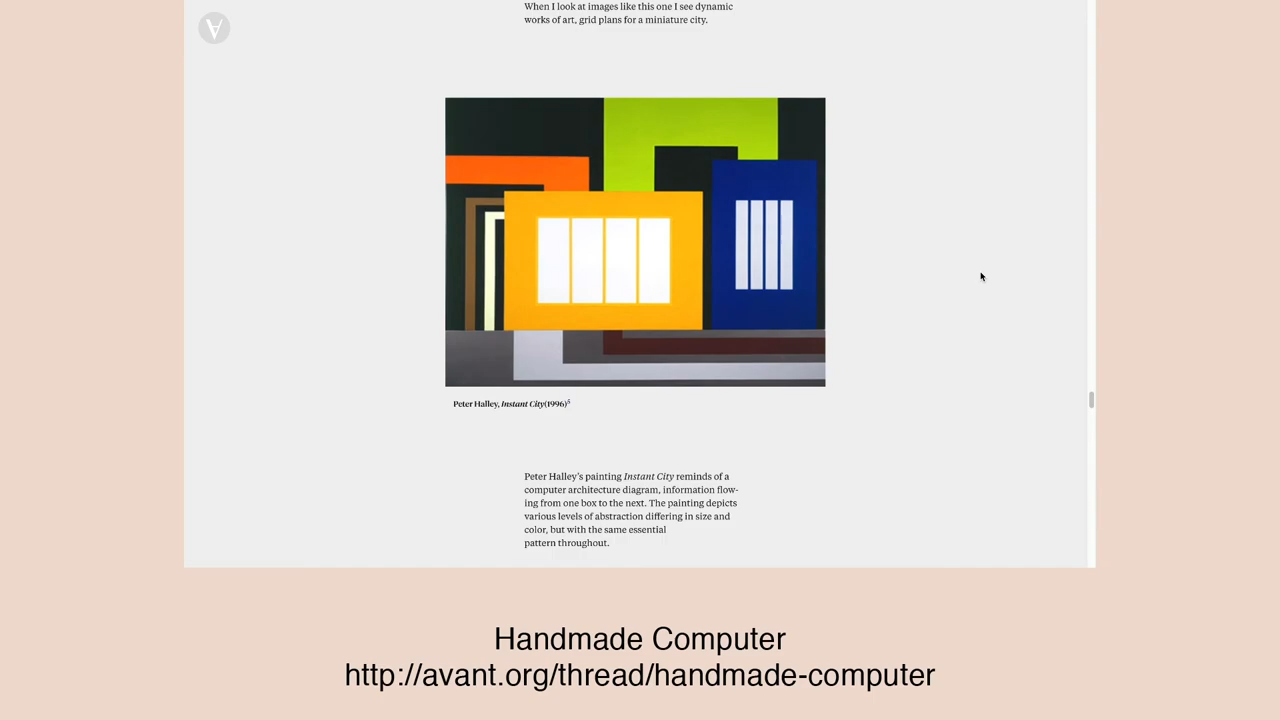 When I look at images like this one I see dynamic
works of art, grid plans for a miniature city.
Peter Halley, Instant City(1996)5
Peter Halley's painting Instant City reminds of a
computer architecture diagram, information flow-
ing from one box to the next. The painting depicts
various levels of abstraction differing in size and
color, but with the same essential
pattern throughout.
Handmade Computer
http://avant.org/thread/handmade-computer